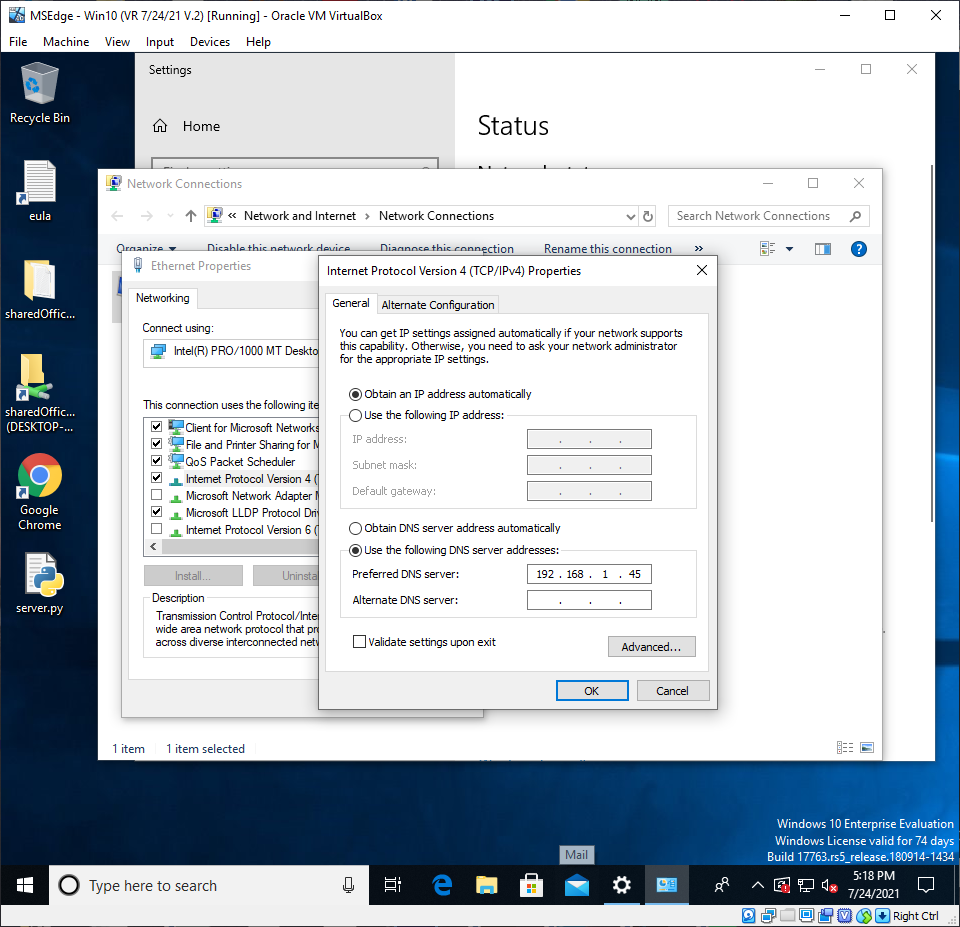 MSEdge - Win10 (VR 7/24/21 V.2) [Running] - Oracle VM VirtualBox
File Machine View Input Devices Help
Settings
Recycle Bin
Home
Status
eula
Network Connections
Network and Internet > Network Connections
Search Network Connections
Organize
Disable this network device
Diagnose this connection
Rename this connection
»
Ethernet Properties
Networking
Connect using:
Intel(R) PRO/1000 MT Deskto
This connection uses the following ite
Client for Microsoft Networks
File and Printer Sharing for M
QoS Packet Scheduler
Internet Protocol Version 4 (T
Microsoft Network Adapter M
Microsoft LLDP Protocol Driv
Internet Protocol Version 6 (T
Install...
Uninsta
Description
Transmission Control Protocol/Inte
wide area network protocol that pro
across diverse interconnected netw
Internet Protocol Version 4 (TCP/IPv4) Properties
General
Alternate Configuration
You can get IP settings assigned automatically if your network supports
this capability. Otherwise, you need to ask your network administrator
for the appropriate IP settings.
Obtain an IP address automatically
Use the following IP address:
IP address:
Subnet mask:
Default gateway:
Obtain DNS server address automatically
Use the following DNS server addresses:
Preferred DNS server:
192 . 168 . 1 . 45
Alternate DNS server:
Validate settings upon exit
Advanced...
OK
Cancel
1 item
1 item selected
sharedOffic...
sharedOffic...
(DESKTOP-...
Google
Chrome
server.py
Windows 10 Enterprise Evaluation
Windows License valid for 74 days
Build 17763.rs5_release.180914-1434
Mail
Type here to search
5:18 PM
7/24/2021
Right Ctrl